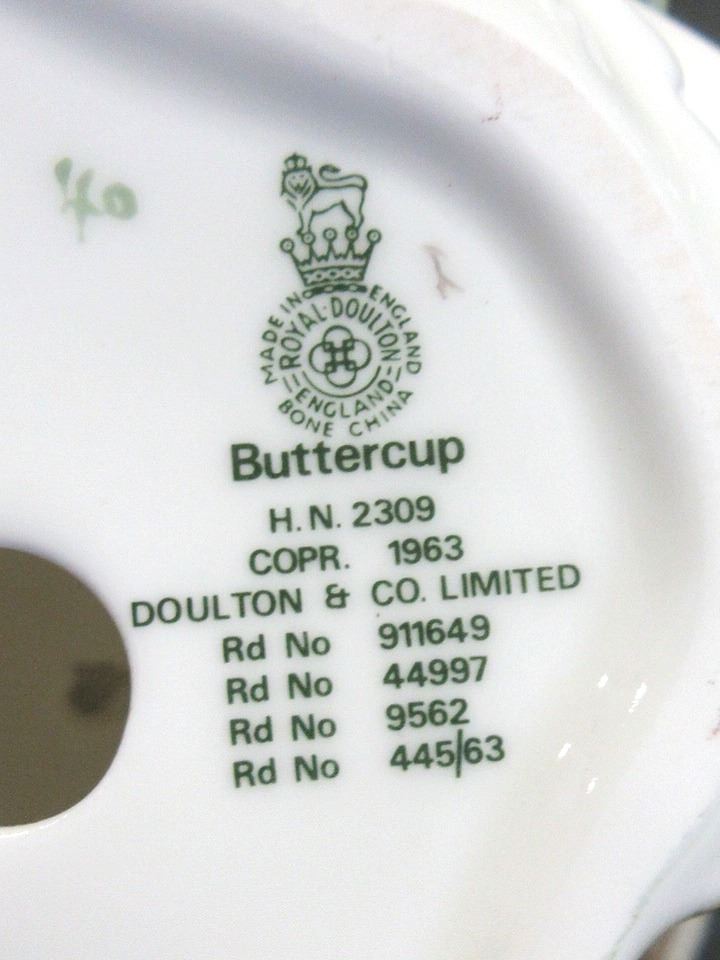 40
MADE IN ENGLAND
ROYAL·DOULTON
ENGLAND
BONE CHINA
Buttercup
H.N. 2309
COPR. 1963
DOULTON & CO. LIMITED
Rd No 911649
Rd No 44997
Rd No 9562
Rd No 445/63